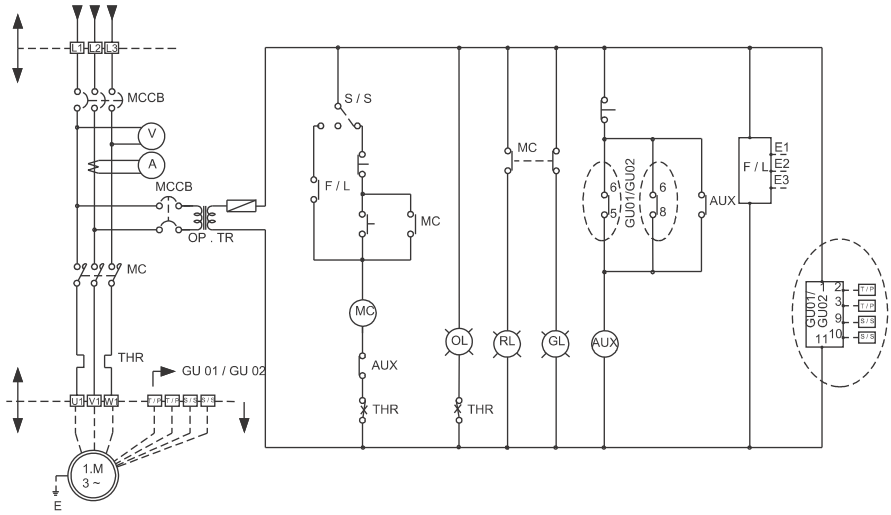 L1 L2 L3
MCCB
V
A
MCCB
OP . TR
MC
THR
GU 01 / GU 02
U1 V1 W1 T / P T / P S / S S / S
1.M
3 ~
E
S / S
F / L
MC
MC
AUX
THR
OL
THR
MC
RL
GL
6
5
GU01/GU02
6
8
AUX
AUX
F / L
E1
E2
E3
GU01/
GU02
1
2 T / P
3 T / P
9 S / S
10 S / S
11